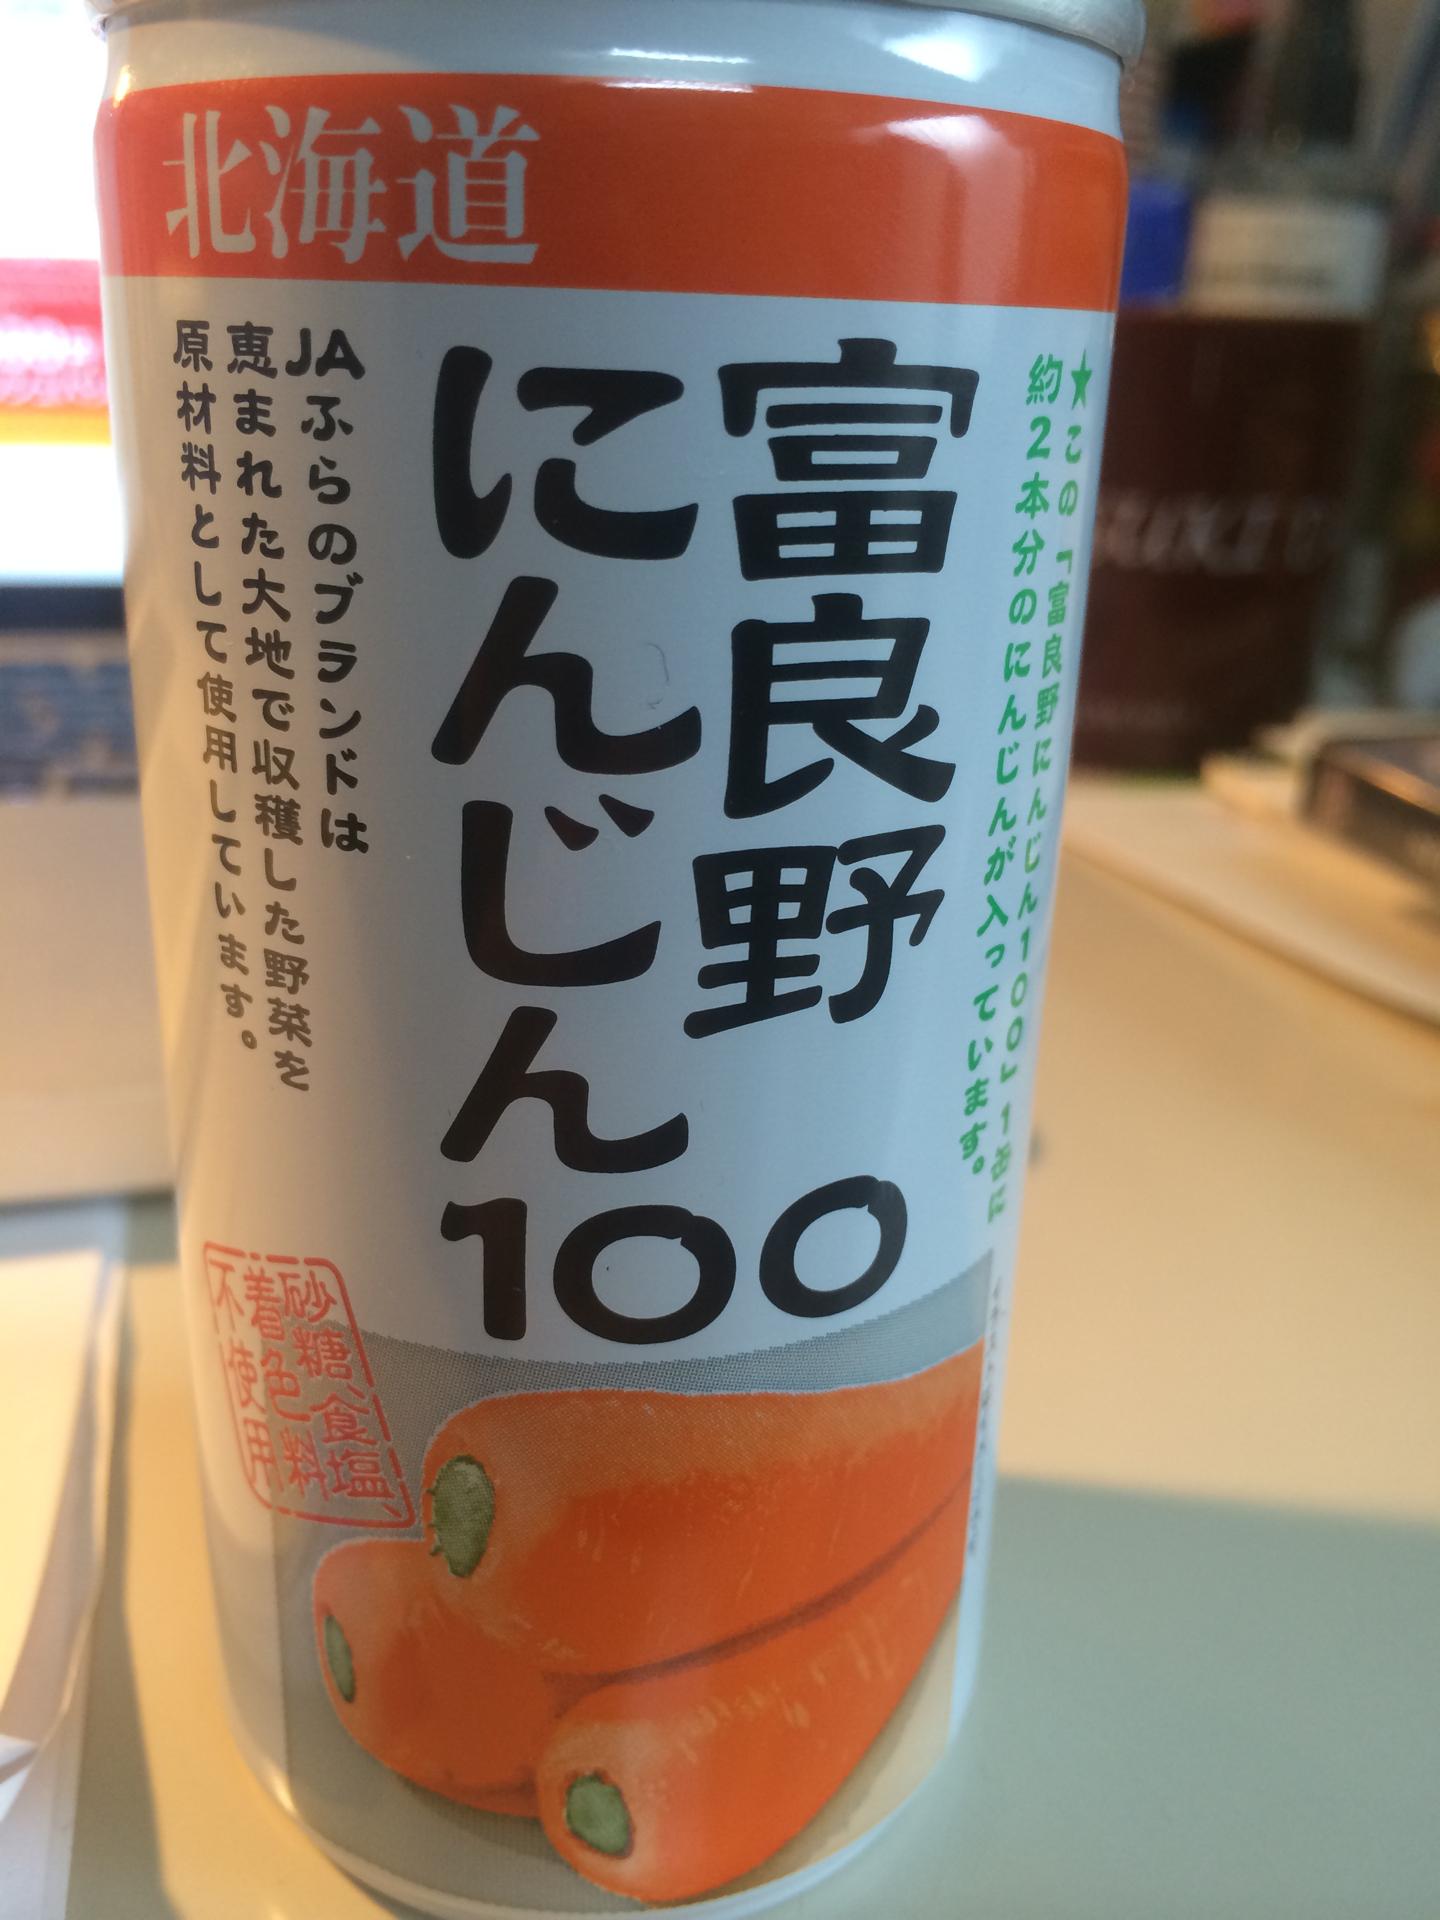 北海道
★この「富良野にんじん100」1缶に
約2本分のにんじんが入っています。
富良野
にんじん
100
JAふらのブランドは
恵まれた大地で収穫した野菜を
原材料として使用しています。
砂糖、食塩、
着色料
不使用